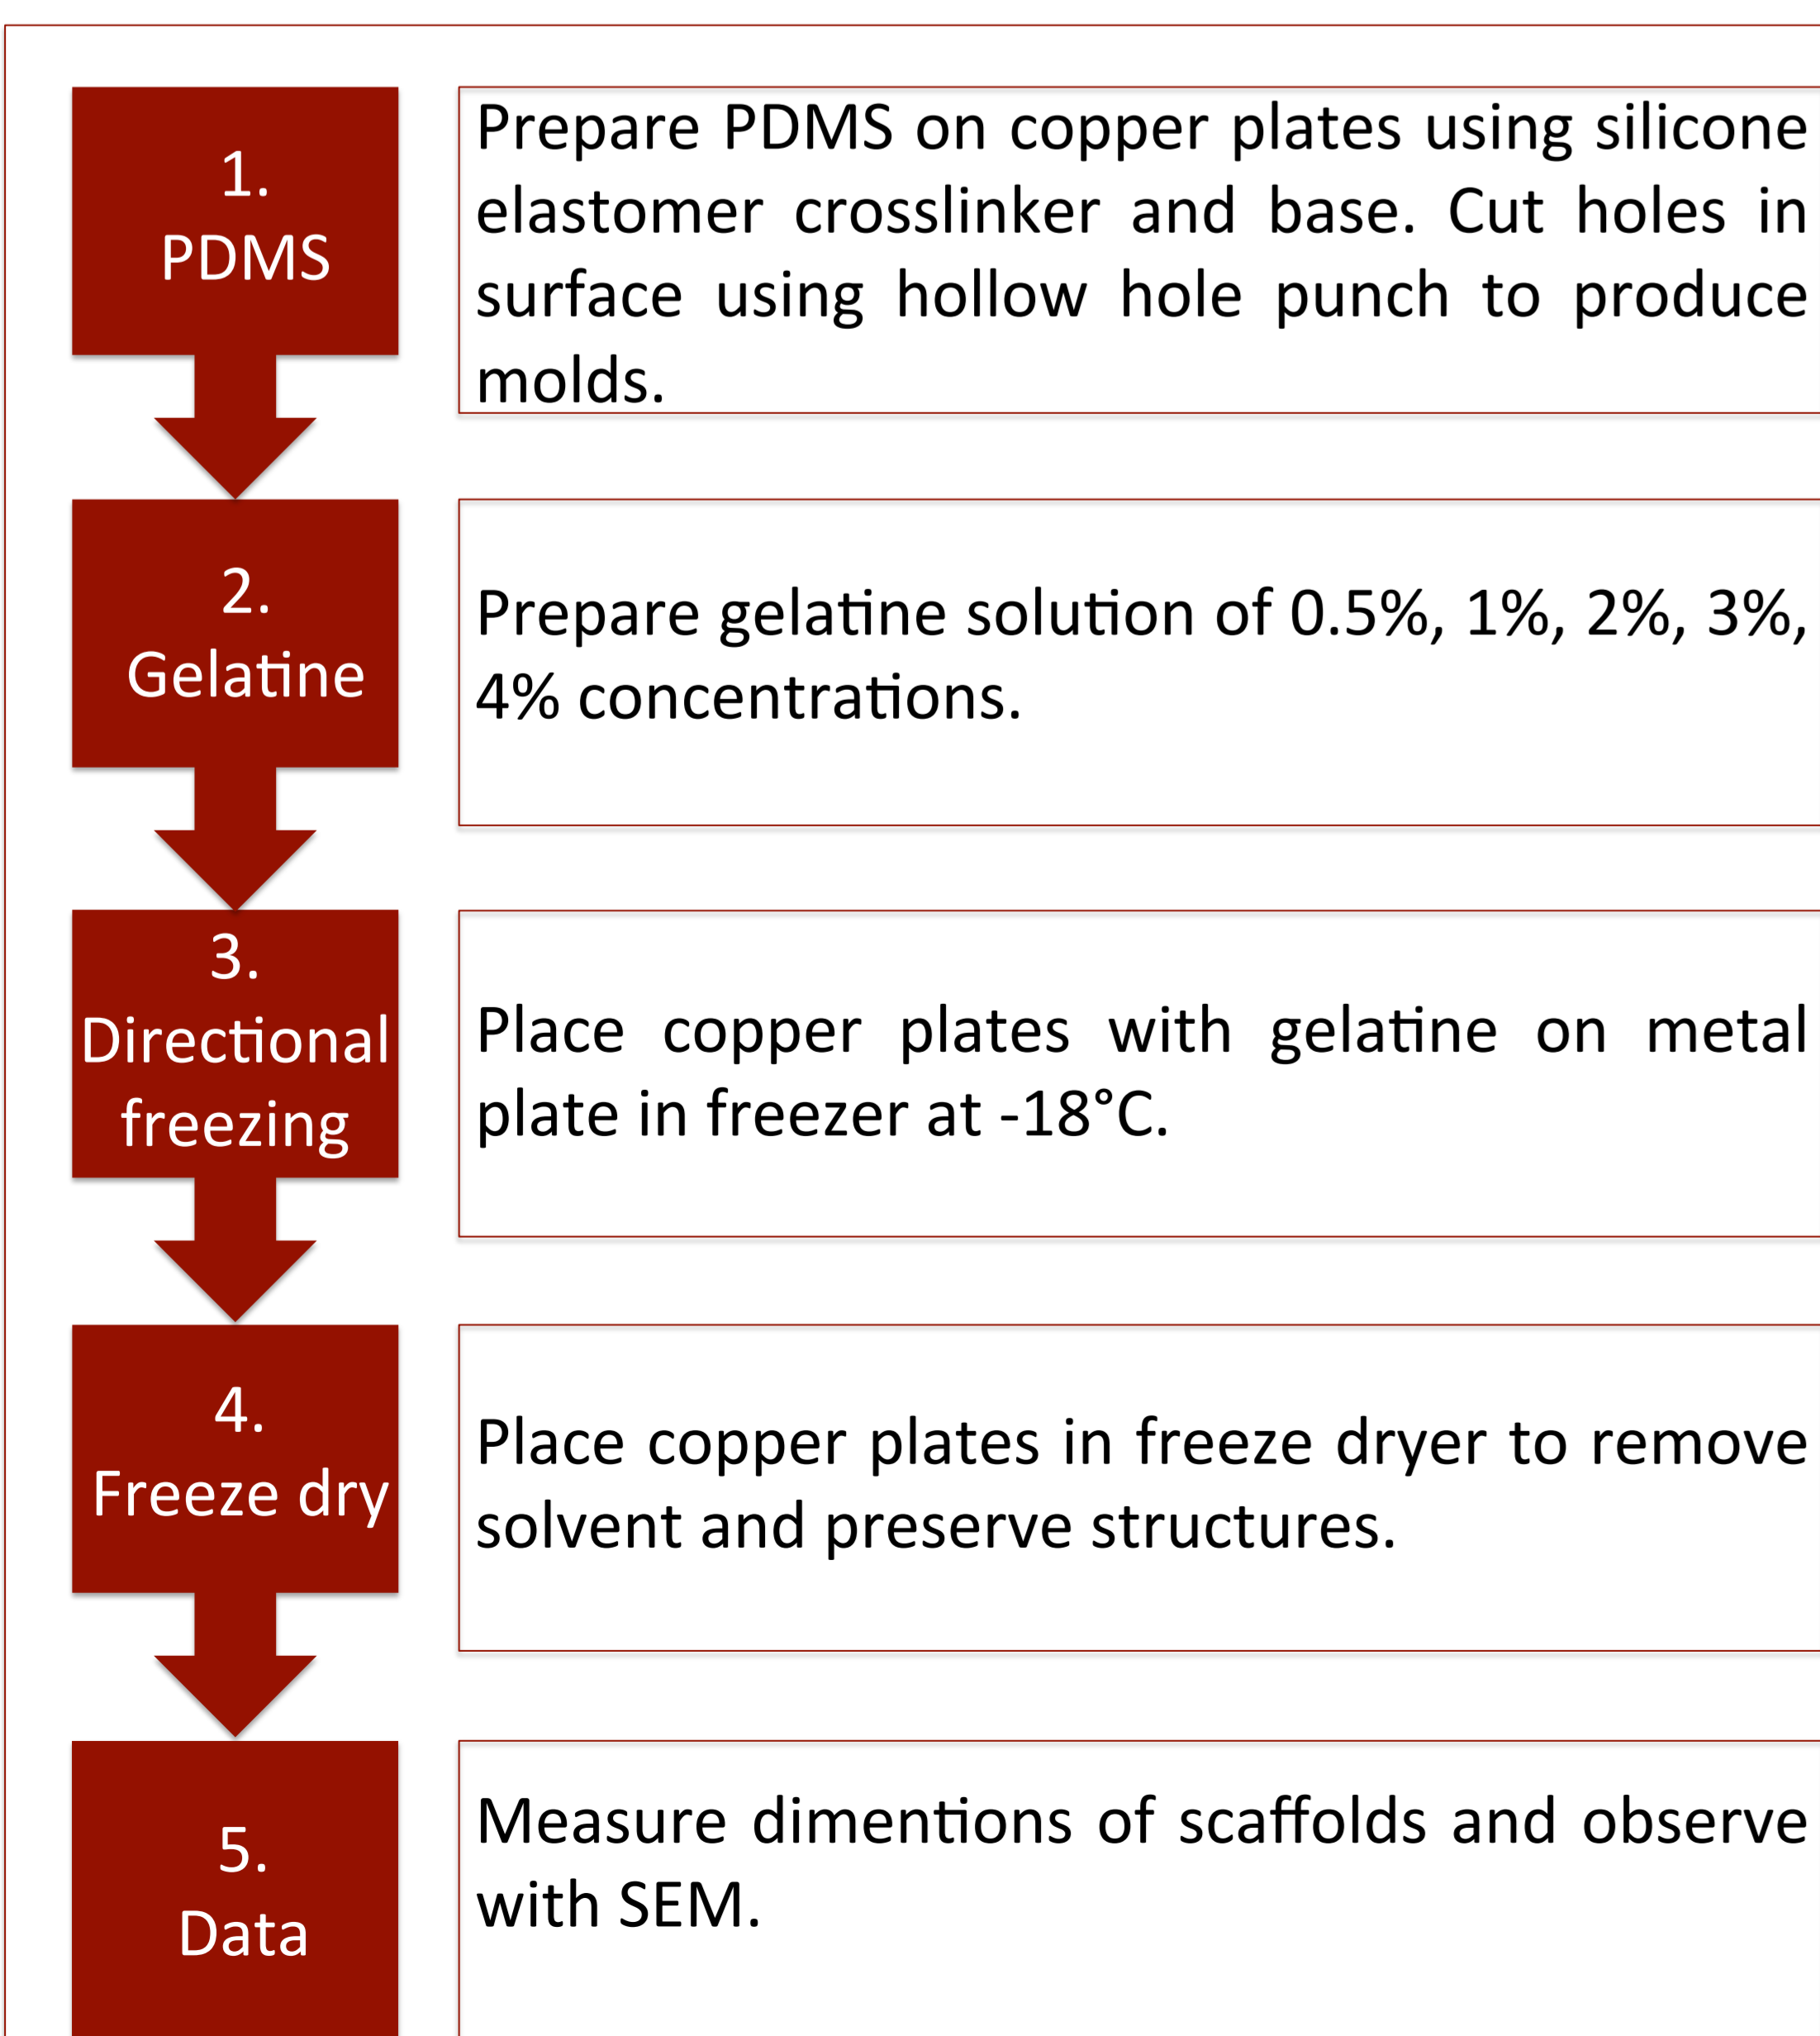 1.
PDMS
Prepare PDMS on copper plates using silicone
elastomer crosslinker and base. Cut holes in
surface using hollow hole punch to produce
molds.
2.
Gelatine
Prepare gelatine solution of 0.5%, 1%, 2%, 3%,
4% concentrations.
3.
Directional
freezing
Place copper plates with gelatine on metal
plate in freezer at -18°C.
4.
Freeze dry
Place copper plates in freeze dryer to remove
solvent and preserve structures.
5.
Data
Measure dimentions of scaffolds and observe
with SEM.